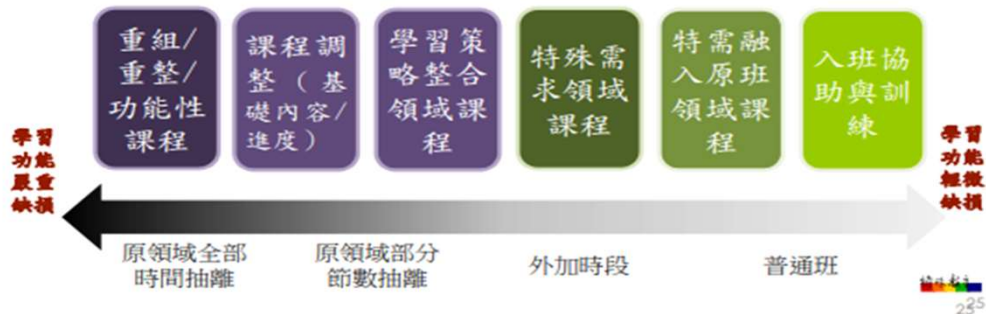 重組/
重整/
功能性
課程
課程調
整（基
礎內容/
進度）
學習策
略整合
領域課
程
特殊需
求領域
課程
特需融
入原班
領域課
程
入班協
助與訓
練
學習
功能
嚴重
缺損
學習
功能
輕微
缺損
原領域全部
時間抽離
原領域部分
節數抽離
外加時段
普通班
25
25